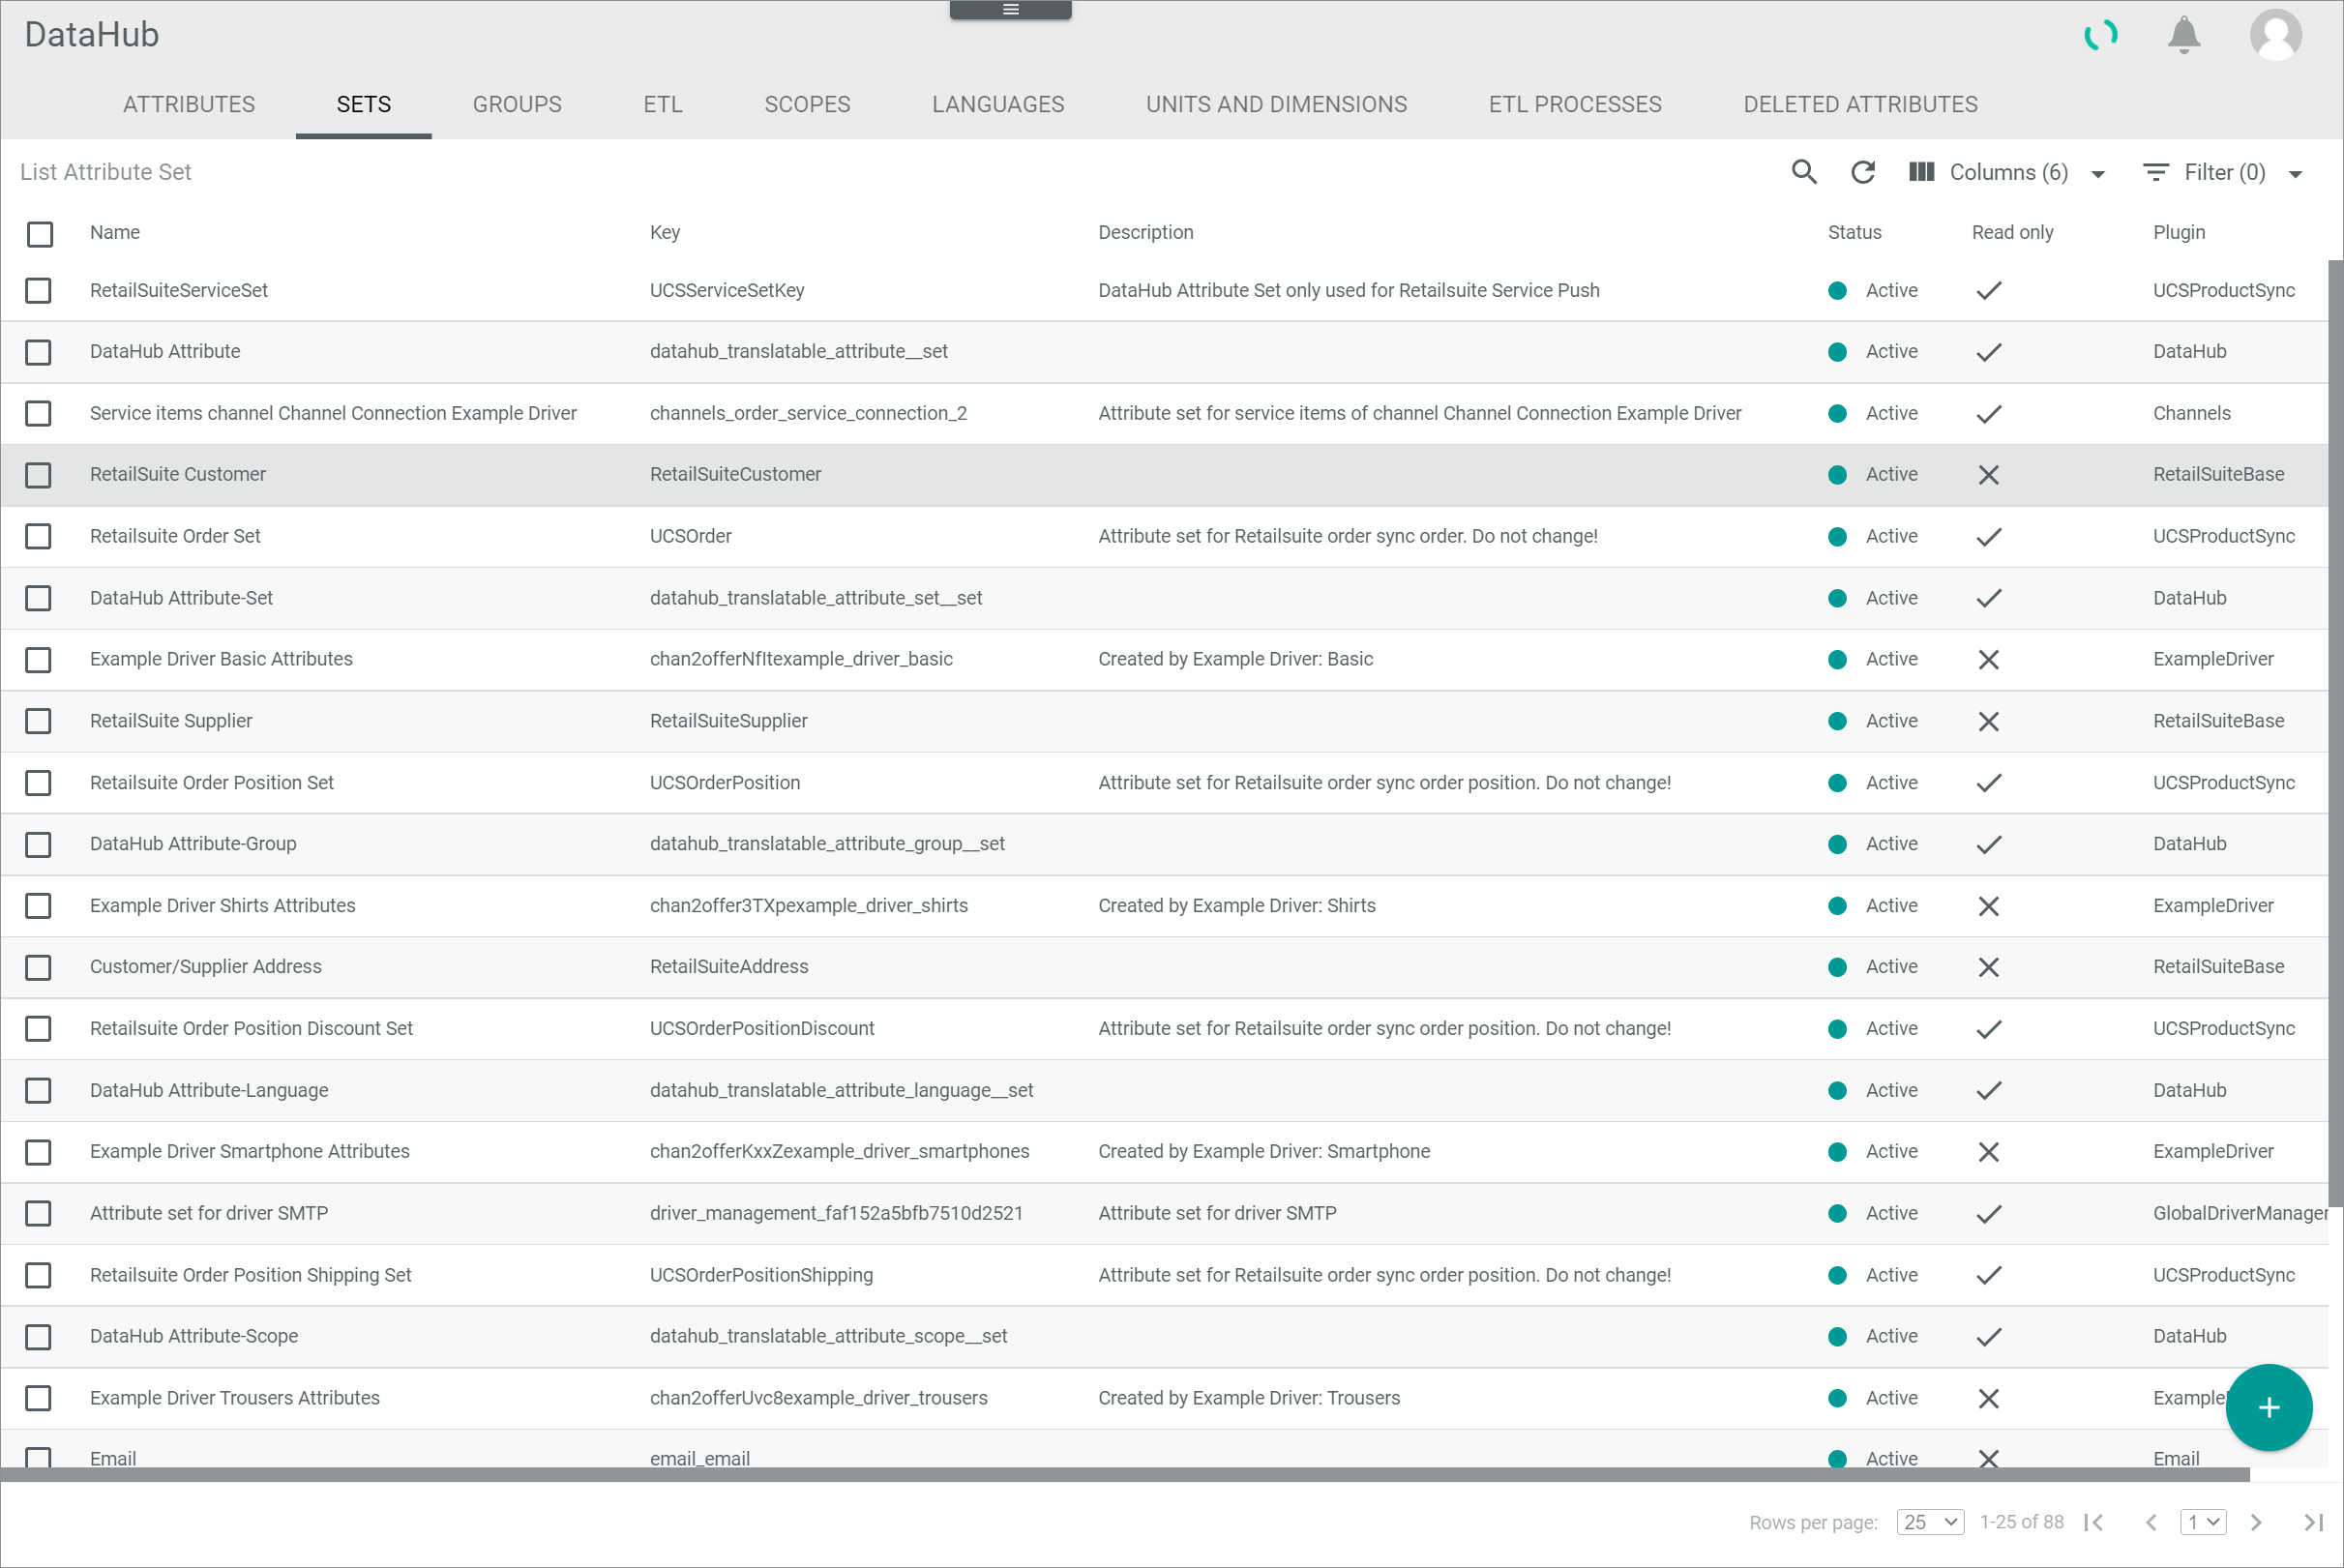 DataHub
ATTRIBUTES SETS GROUPS ETL SCOPES LANGUAGES UNITS AND DIMENSIONS ETL PROCESSES DELETED ATTRIBUTES
List Attribute Set Columns (6) Filter (0)
Name Key Description Status Read only Plugin
RetailSuiteServiceSet UCSServiceSetKey DataHub Attribute Set only used for Retailsuite Service Push Active UCSProductSync
DataHub Attribute datahub_translatable_attribute__set Active DataHub
Service items channel Channel Connection Example Driver channels_order_service_connection_2 Attribute set for service items of channel Channel Connection Example Driver Active Channels
RetailSuite Customer RetailSuiteCustomer Active RetailSuiteBase
Retailsuite Order Set UCSOrder Attribute set for Retailsuite order sync order. Do not change! Active UCSProductSync
DataHub Attribute-Set datahub_translatable_attribute_set__set Active DataHub
Example Driver Basic Attributes chan2offerNfItexample_driver_basic Created by Example Driver: Basic Active ExampleDriver
RetailSuite Supplier RetailSuiteSupplier Active RetailSuiteBase
Retailsuite Order Position Set UCSOrderPosition Attribute set for Retailsuite order sync order position. Do not change! Active UCSProductSync
DataHub Attribute-Group datahub_translatable_attribute_group__set Active DataHub
Example Driver Shirts Attributes chan2offer3TXpexample_driver_shirts Created by Example Driver: Shirts Active ExampleDriver
Customer/Supplier Address RetailSuiteAddress Active RetailSuiteBase
Retailsuite Order Position Discount Set UCSOrderPositionDiscount Attribute set for Retailsuite order sync order position. Do not change! Active UCSProductSync
DataHub Attribute-Language datahub_translatable_attribute_language__set Active DataHub
Example Driver Smartphone Attributes chan2offerKxxZexample_driver_smartphones Created by Example Driver: Smartphone Active ExampleDriver
Attribute set for driver SMTP driver_management_faf152a5bfb7510d2521 Attribute set for driver SMTP Active GlobalDriverManager
Retailsuite Order Position Shipping Set UCSOrderPositionShipping Attribute set for Retailsuite order sync order position. Do not change! Active UCSProductSync
DataHub Attribute-Scope datahub_translatable_attribute_scope__set Active DataHub
Example Driver Trousers Attributes chan2offerUvc8example_driver_trousers Created by Example Driver: Trousers Active Example
Email email_email Active Email
Rows per page: 25 1-25 of 88 1